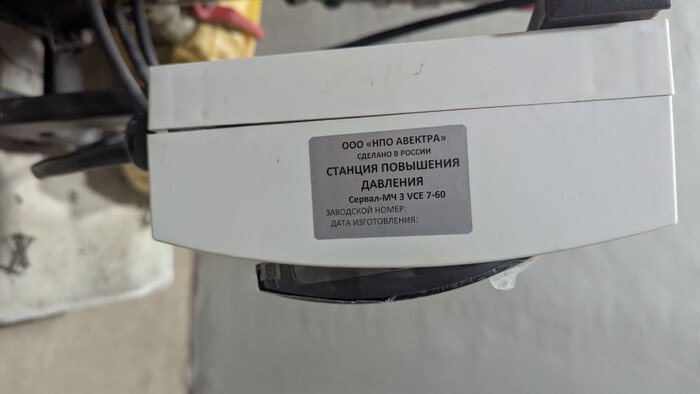 ООО «НПО АВЕКТРА»
СДЕЛАНО В РОССИИ
СТАНЦИЯ ПОВЫШЕНИЯ
ДАВЛЕНИЯ
Сервал-МЧ 3 VCE 7-60
ЗАВОДСКОЙ НОМЕР:
ДАТА ИЗГОТОВЛЕНИЯ: